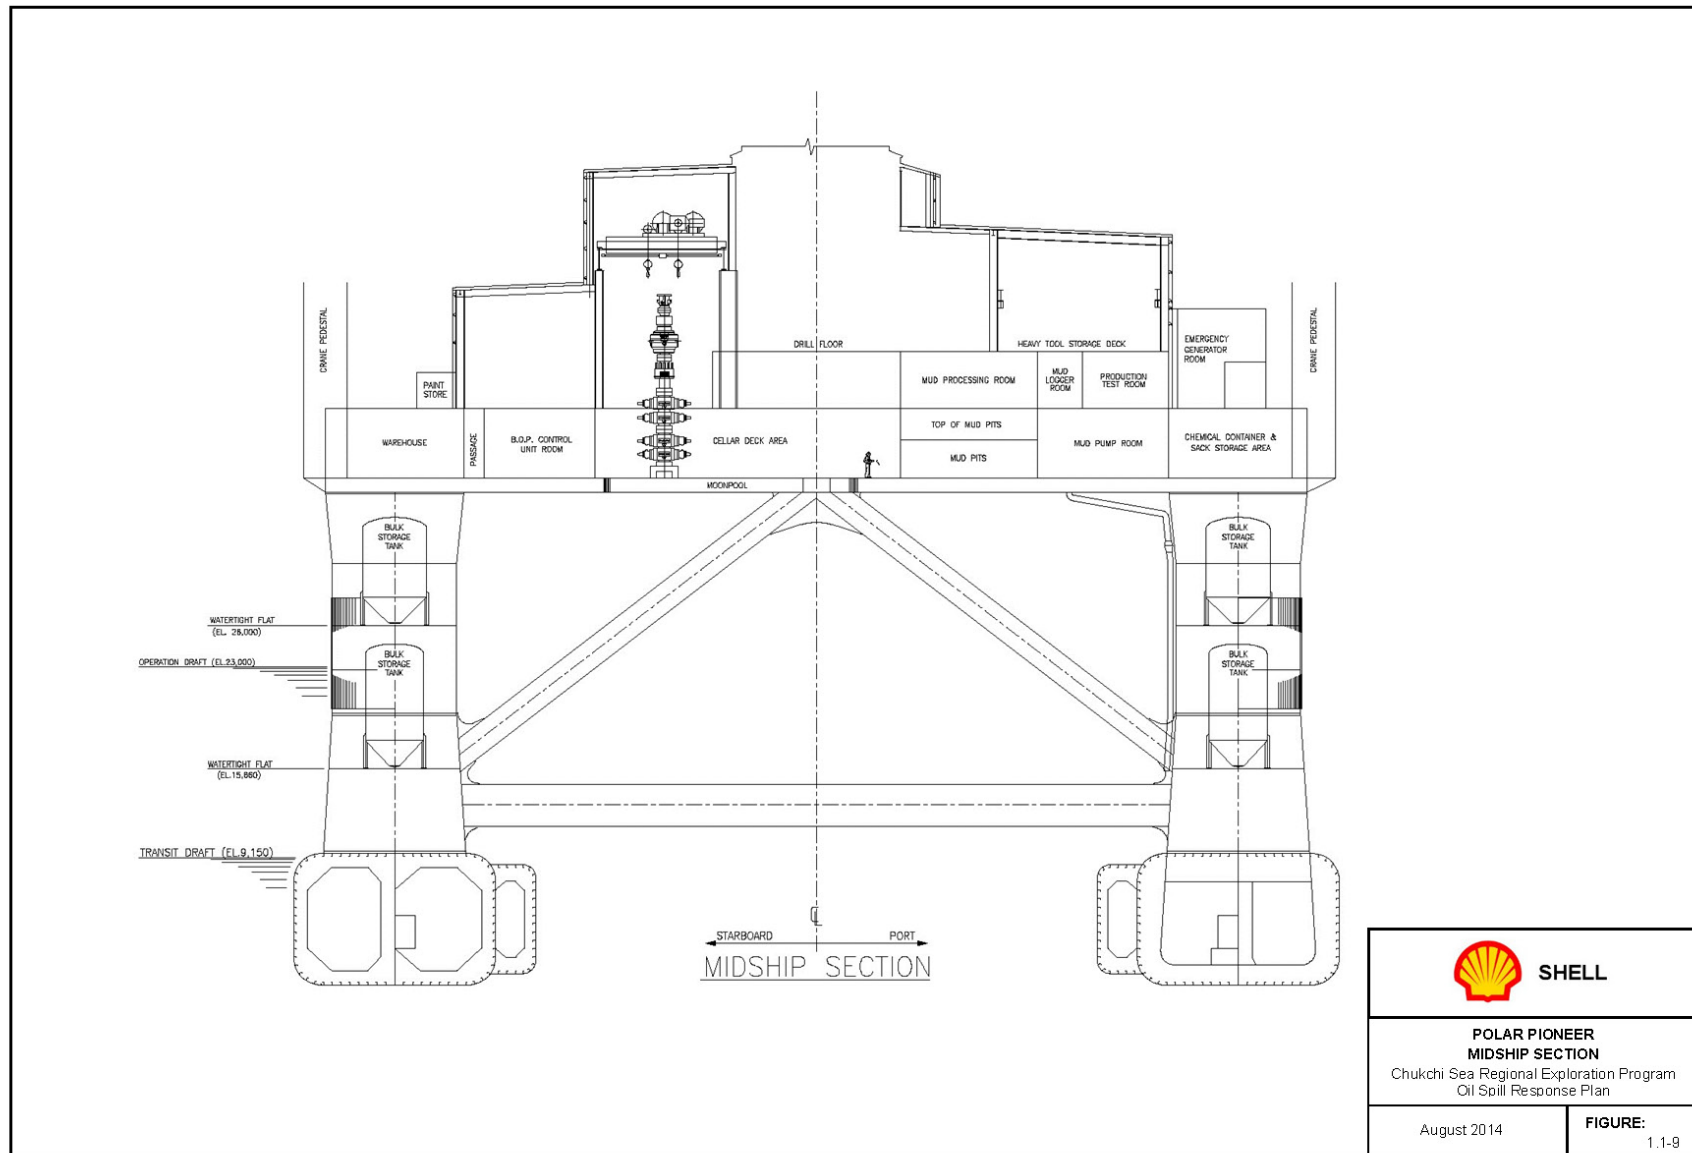 CRANE PEDESTAL
PAINT
STORE
DRILL FLOOR
HEAVY TOOL STORAGE DECK
EMERGENCY
GENERATOR
ROOM
CRANE PEDESTAL
MUD PROCESSING ROOM
MUD
LOGGER
ROOM
PRODUCTION
TEST ROOM
WAREHOUSE
PASSAGE
B.O.P. CONTROL
UNIT ROOM
CELLAR DECK AREA
TOP OF MUD PITS
MUD PITS
MUD PUMP ROOM
CHEMICAL CONTAINER &
SACK STORAGE AREA
MOONPOOL
BULK
STORAGE
TANK
BULK
STORAGE
TANK
WATERTIGHT FLAT
(EL. 26,000)
OPERATION DRAFT (EL.23,000)
BULK
STORAGE
TANK
BULK
STORAGE
TANK
WATERTIGHT FLAT
(EL.15,860)
TRANSIT DRAFT (EL.9,150)
STARBOARD PORT
MIDSHIP SECTION
SHELL
POLAR PIONEER
MIDSHIP SECTION
Chukchi Sea Regional Exploration Program
Oil Spill Response Plan
August 2014
FIGURE:
1.1-9